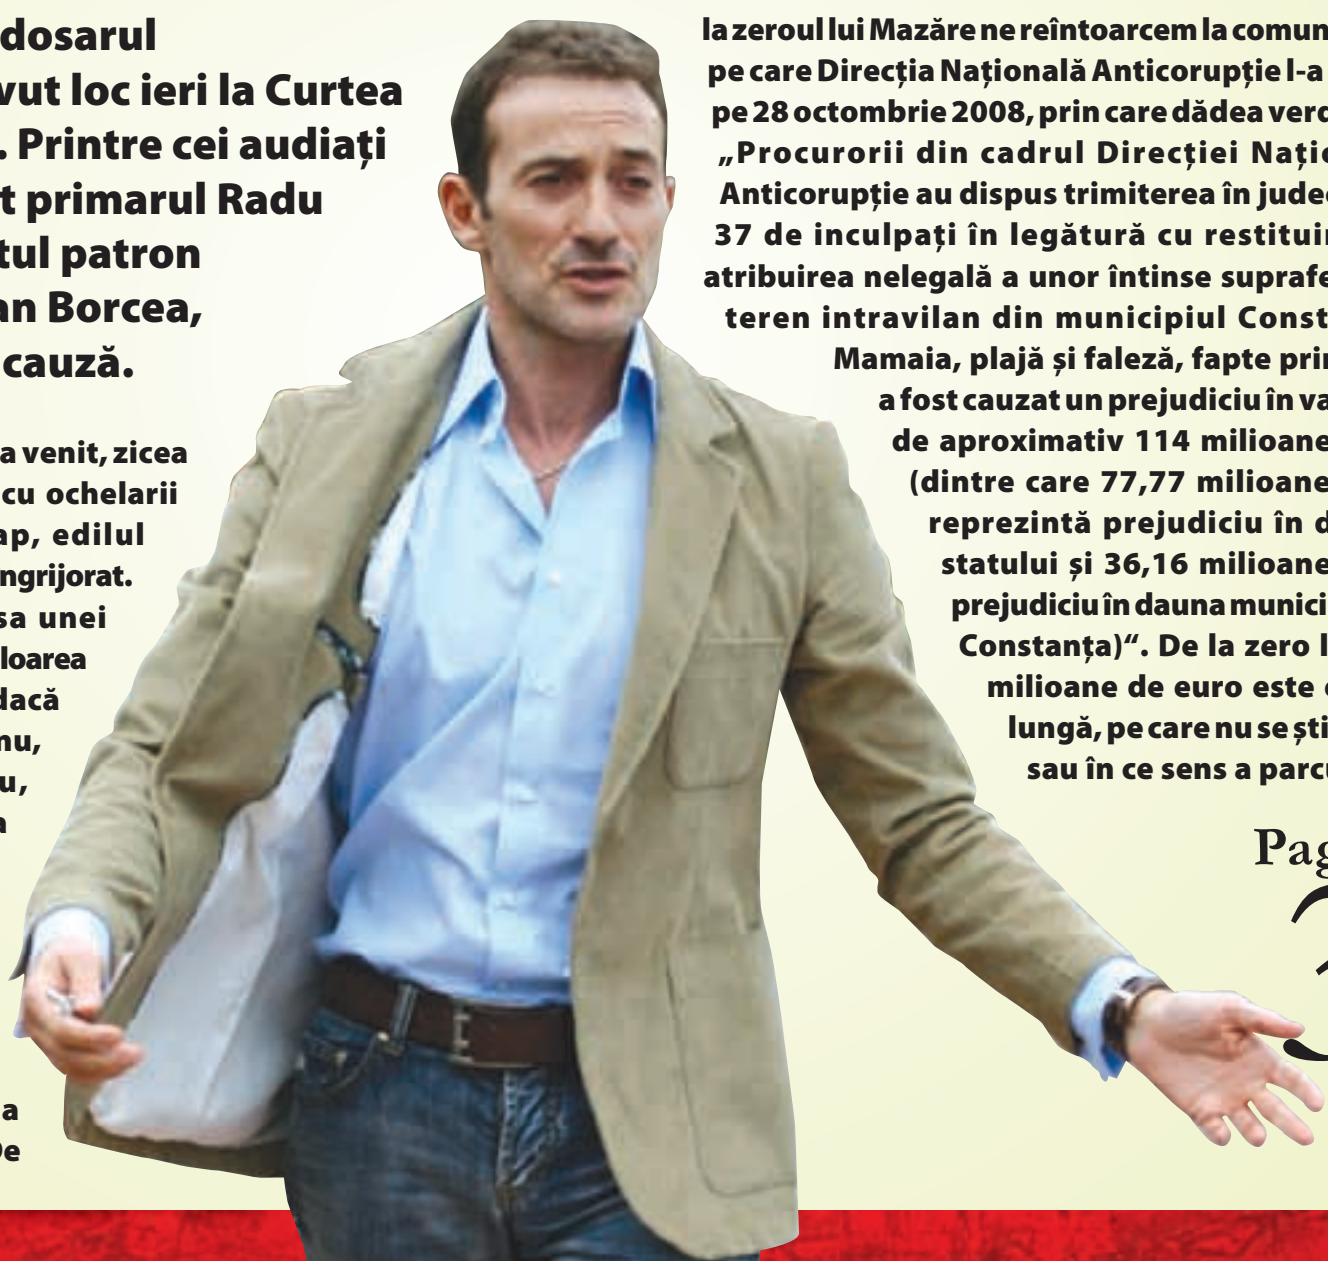 dosarul
vut loc ieri la Curtea
. Printre cei audiați
t primarul Radu
tul patron
an Borcea,
cauză.
a venit, zicea
cu ochelarii
ap, edilul
ngrijorat.
sa unei
loarea
dacă
nu,
u,
a
a
De
la zeroul lui Mazăre ne reîntoarcem la comun
pe care Direcția Națională Anticorupție l-a
pe 28 octombrie 2008, prin care dădea verd
„Procurorii din cadrul Direcției Națio
Anticorupție au dispus trimiterea în judec
37 de inculpați în legătură cu restituir
atribuirea nelegală a unor întinse suprafe
teren intravilan din municipiul Const
Mamaia, plajă și faleză, fapte prin
a fost cauzat un prejudiciu în va
de aproximativ 114 milioane
(dintre care 77,77 milioane
reprezintă prejudiciu în d
statului și 36,16 milioane
prejudiciu în dauna munici
Constanța)“. De la zero l
milioane de euro este
lungă, pe care nu se ști
sau în ce sens a parcu
Pag
3